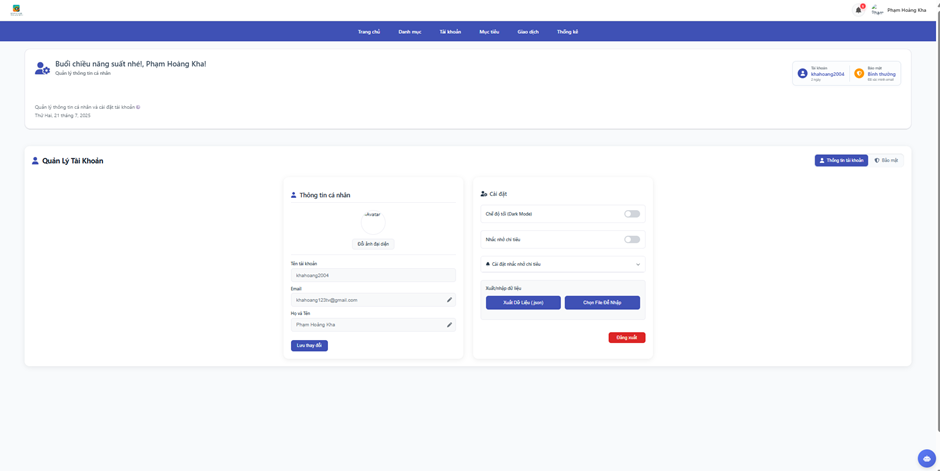 Phạm Hoàng Kha
Trang chủ Danh mục Tài khoản Mục tiêu Giao dịch Thống kê
Buổi chiều năng suất nhé!, Phạm Hoàng Kha!
Quản lý thông tin cá nhân
Tài khoản
khahoang2004
2 ngày
Bảo mật
Bình thường
Quản lý thông tin cá nhân và cài đặt tài khoản
Thứ Hai, 21 tháng 7, 2025
Quản Lý Tài Khoản
Thông tin tài khoản
Bảo mật
Thông tin cá nhân
Avatar
Đổi ảnh đại diện
Tên tài khoản
khahoang2004
Email
khahoang123tv@gmail.com
Họ và Tên
Phạm Hoàng Kha
Lưu thay đổi
Cài đặt
Chế độ tối (Dark Mode)
Nhắc nhở chi tiêu
Cài đặt nhắc nhở chi tiêu
Xuất/nhập dữ liệu
Xuất Dữ Liệu (.json)
Chọn File Để Nhập
Đăng xuất